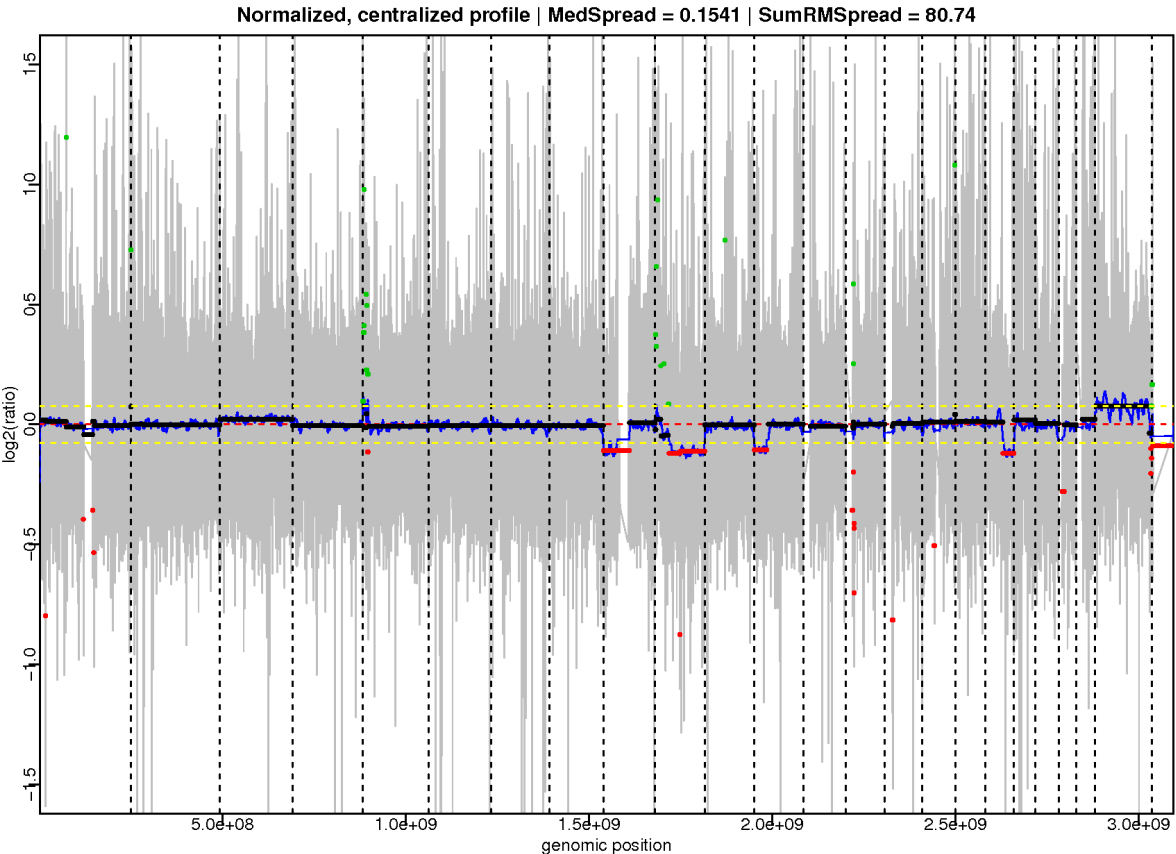 Normalized, centralized profile | MedSpread = 0.1541 | SumRMSpread = 80.74
log2(ratio)
1.5
1.0
0.5
0.0
−0.5
−1.0
−1.5
5.0e+08 1.0e+09 1.5e+09 2.0e+09 2.5e+09 3.0e+09
genomic position